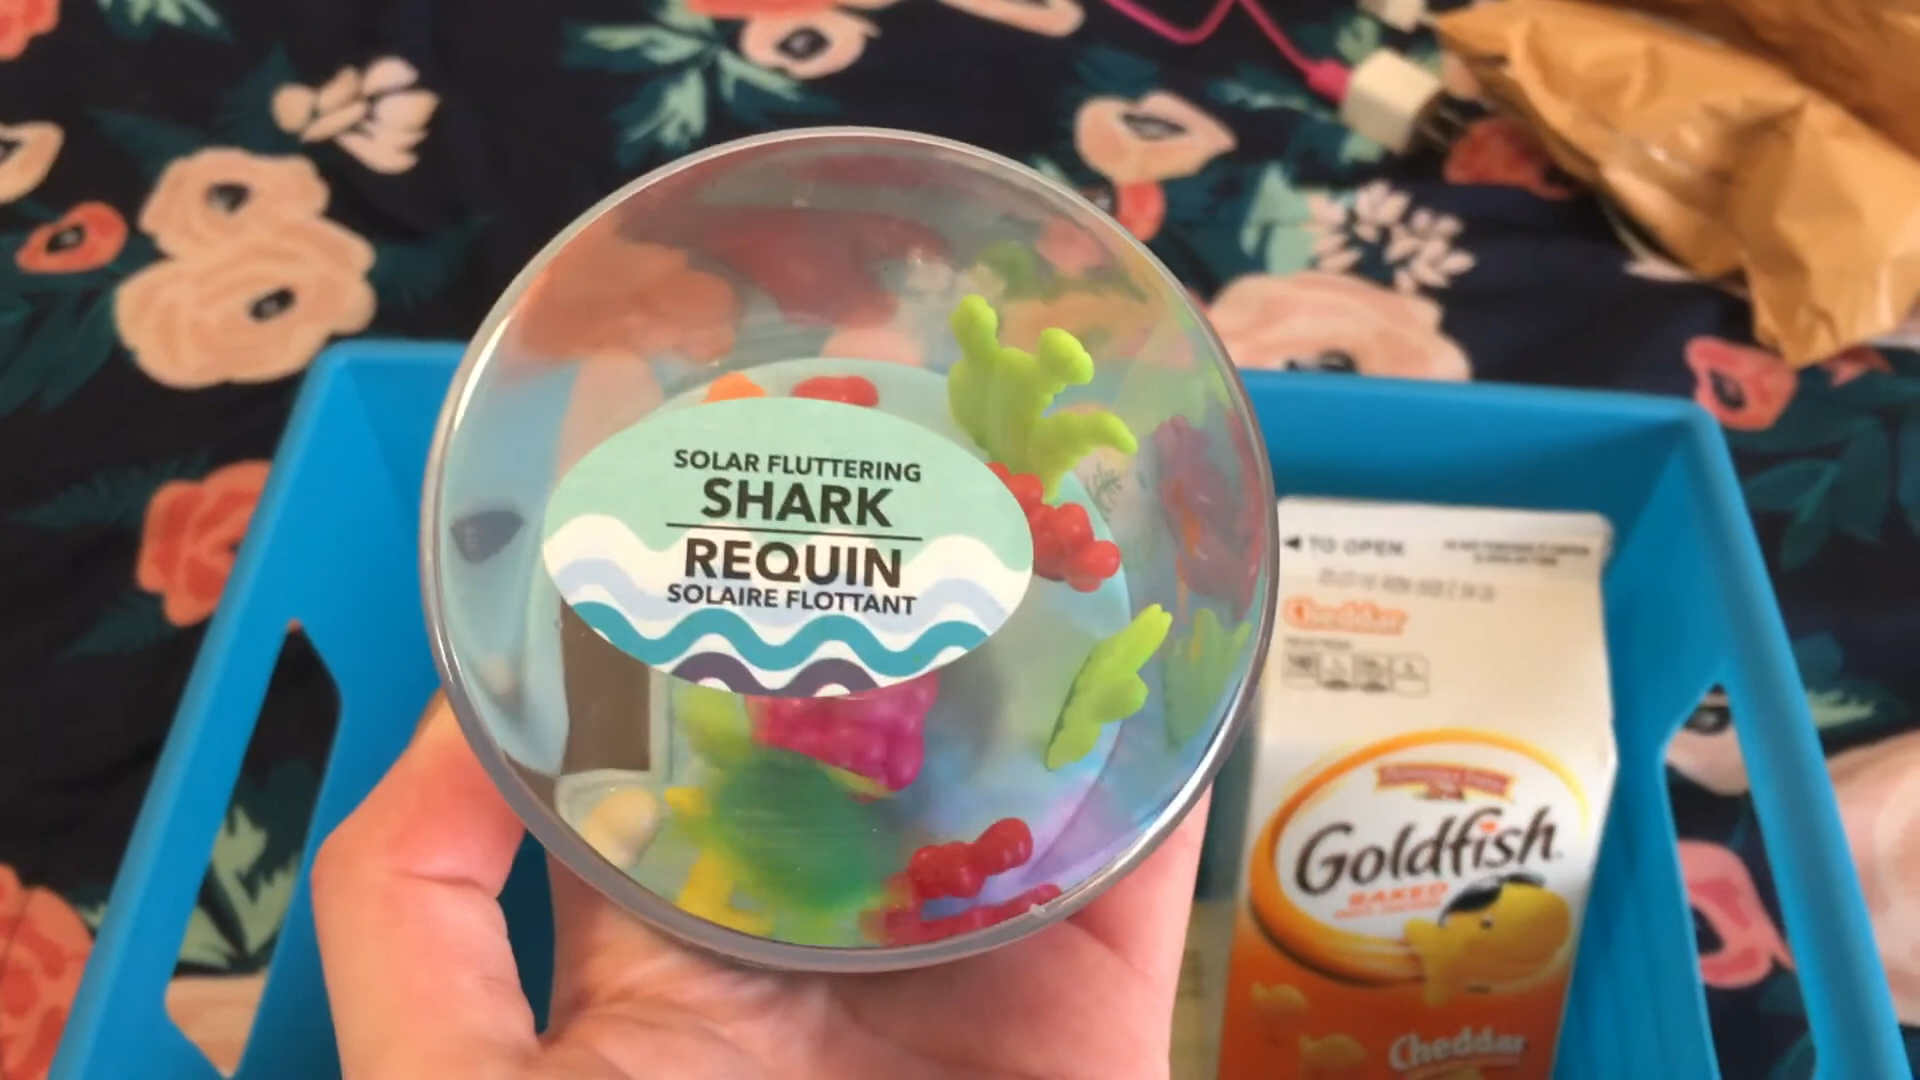 SOLAR FLUTTERING
SHARK
REQUIN
SOLAIRE FLOTTANT
TO OPEN
Cheddar
Goldfish
BAKED
Cheddar